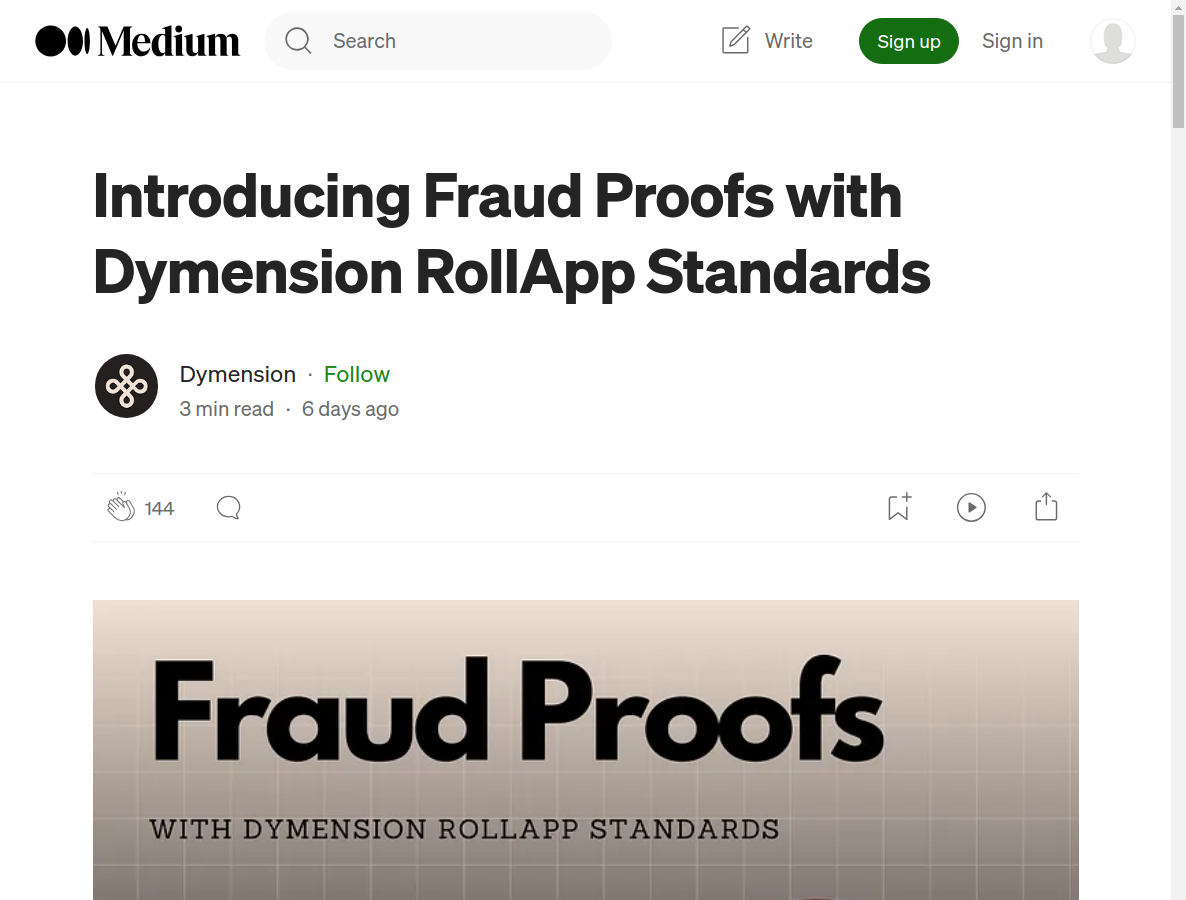 Medium
Search
Write
Sign up
Sign in
Introducing Fraud Proofs with
Dymension RollApp Standards
Dymension · Follow
3 min read · 6 days ago
144
Fraud Proofs
WITH DYMENSION ROLLAPP STANDARDS